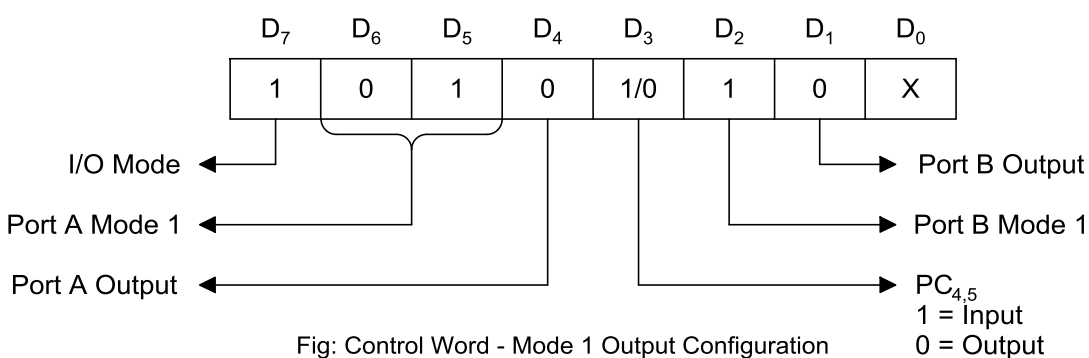 D₇ D₆ D₅ D₄ D₃ D₂ D₁ D₀
1 0 1 0 1/0 1 0 X
I/O Mode
Port B Output
Port A Mode 1
Port B Mode 1
Port A Output
PC₄,₅
1 = Input
0 = Output
Fig: Control Word - Mode 1 Output Configuration